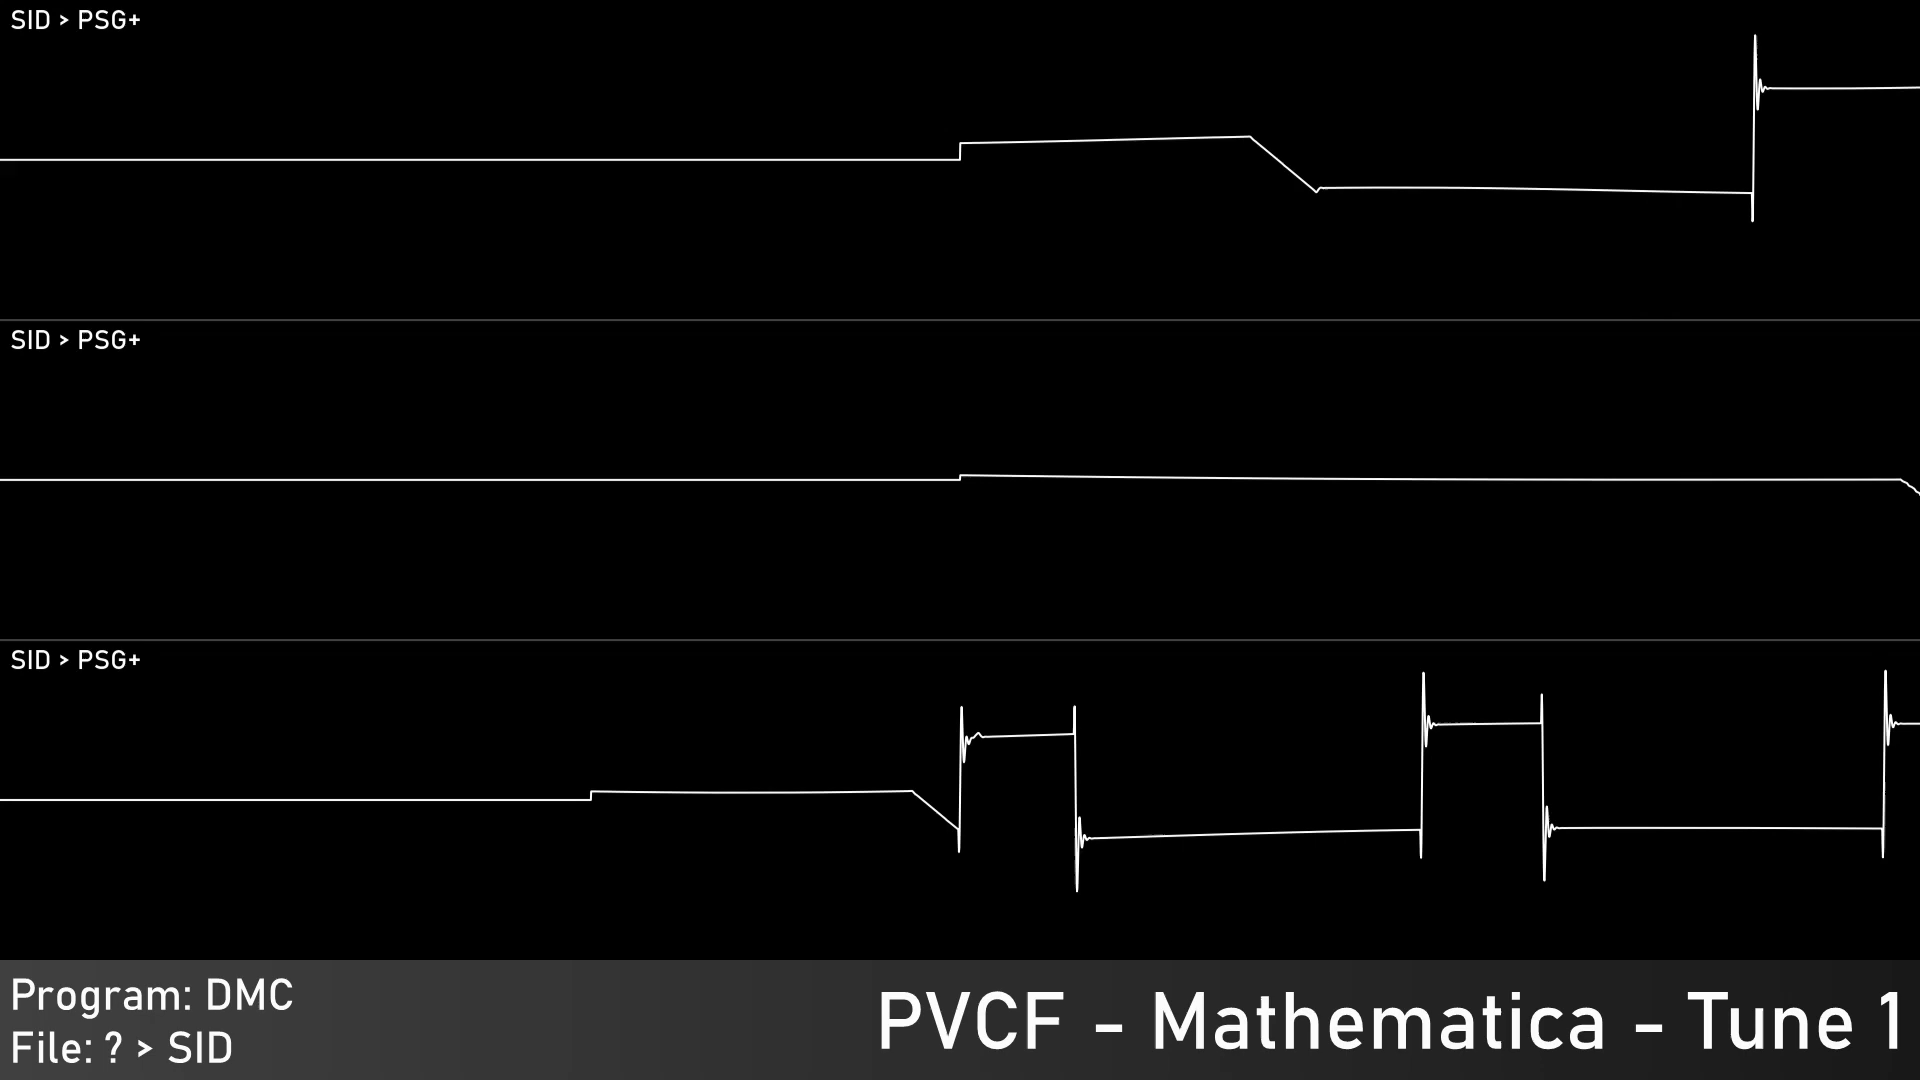 SID > PSG+
SID > PSG+
SID > PSG+
Program: DMC
File: ? > SID
PVCF - Mathematica - Tune 1